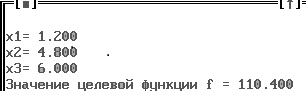 [■] [↑]
x1= 1.200
x2= 4.800 .
x3= 6.000
Значение целевой функции f = 110.400